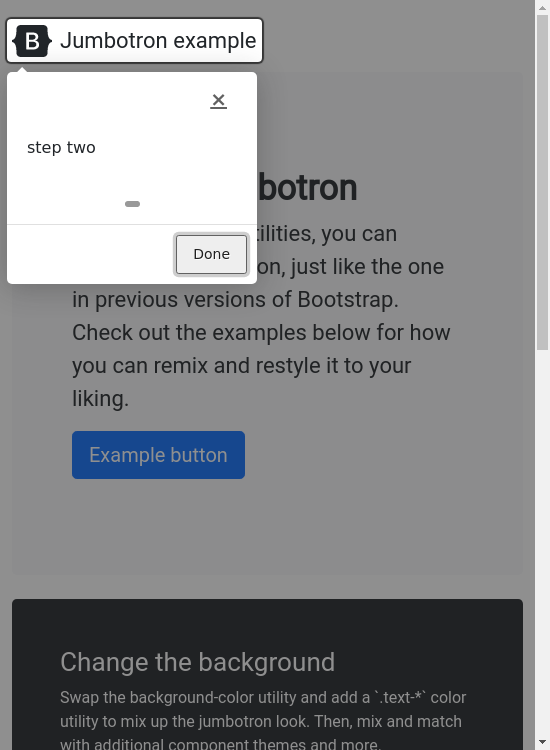 B Jumbotron example
×
step two
botron
ilities, you can
Done
on, just like the one
in previous versions of Bootstrap.
Check out the examples below for how
you can remix and restyle it to your
liking.
Example button
Change the background
Swap the background-color utility and add a `.text-*` color
utility to mix up the jumbotron look. Then, mix and match
with additional component themes and more.